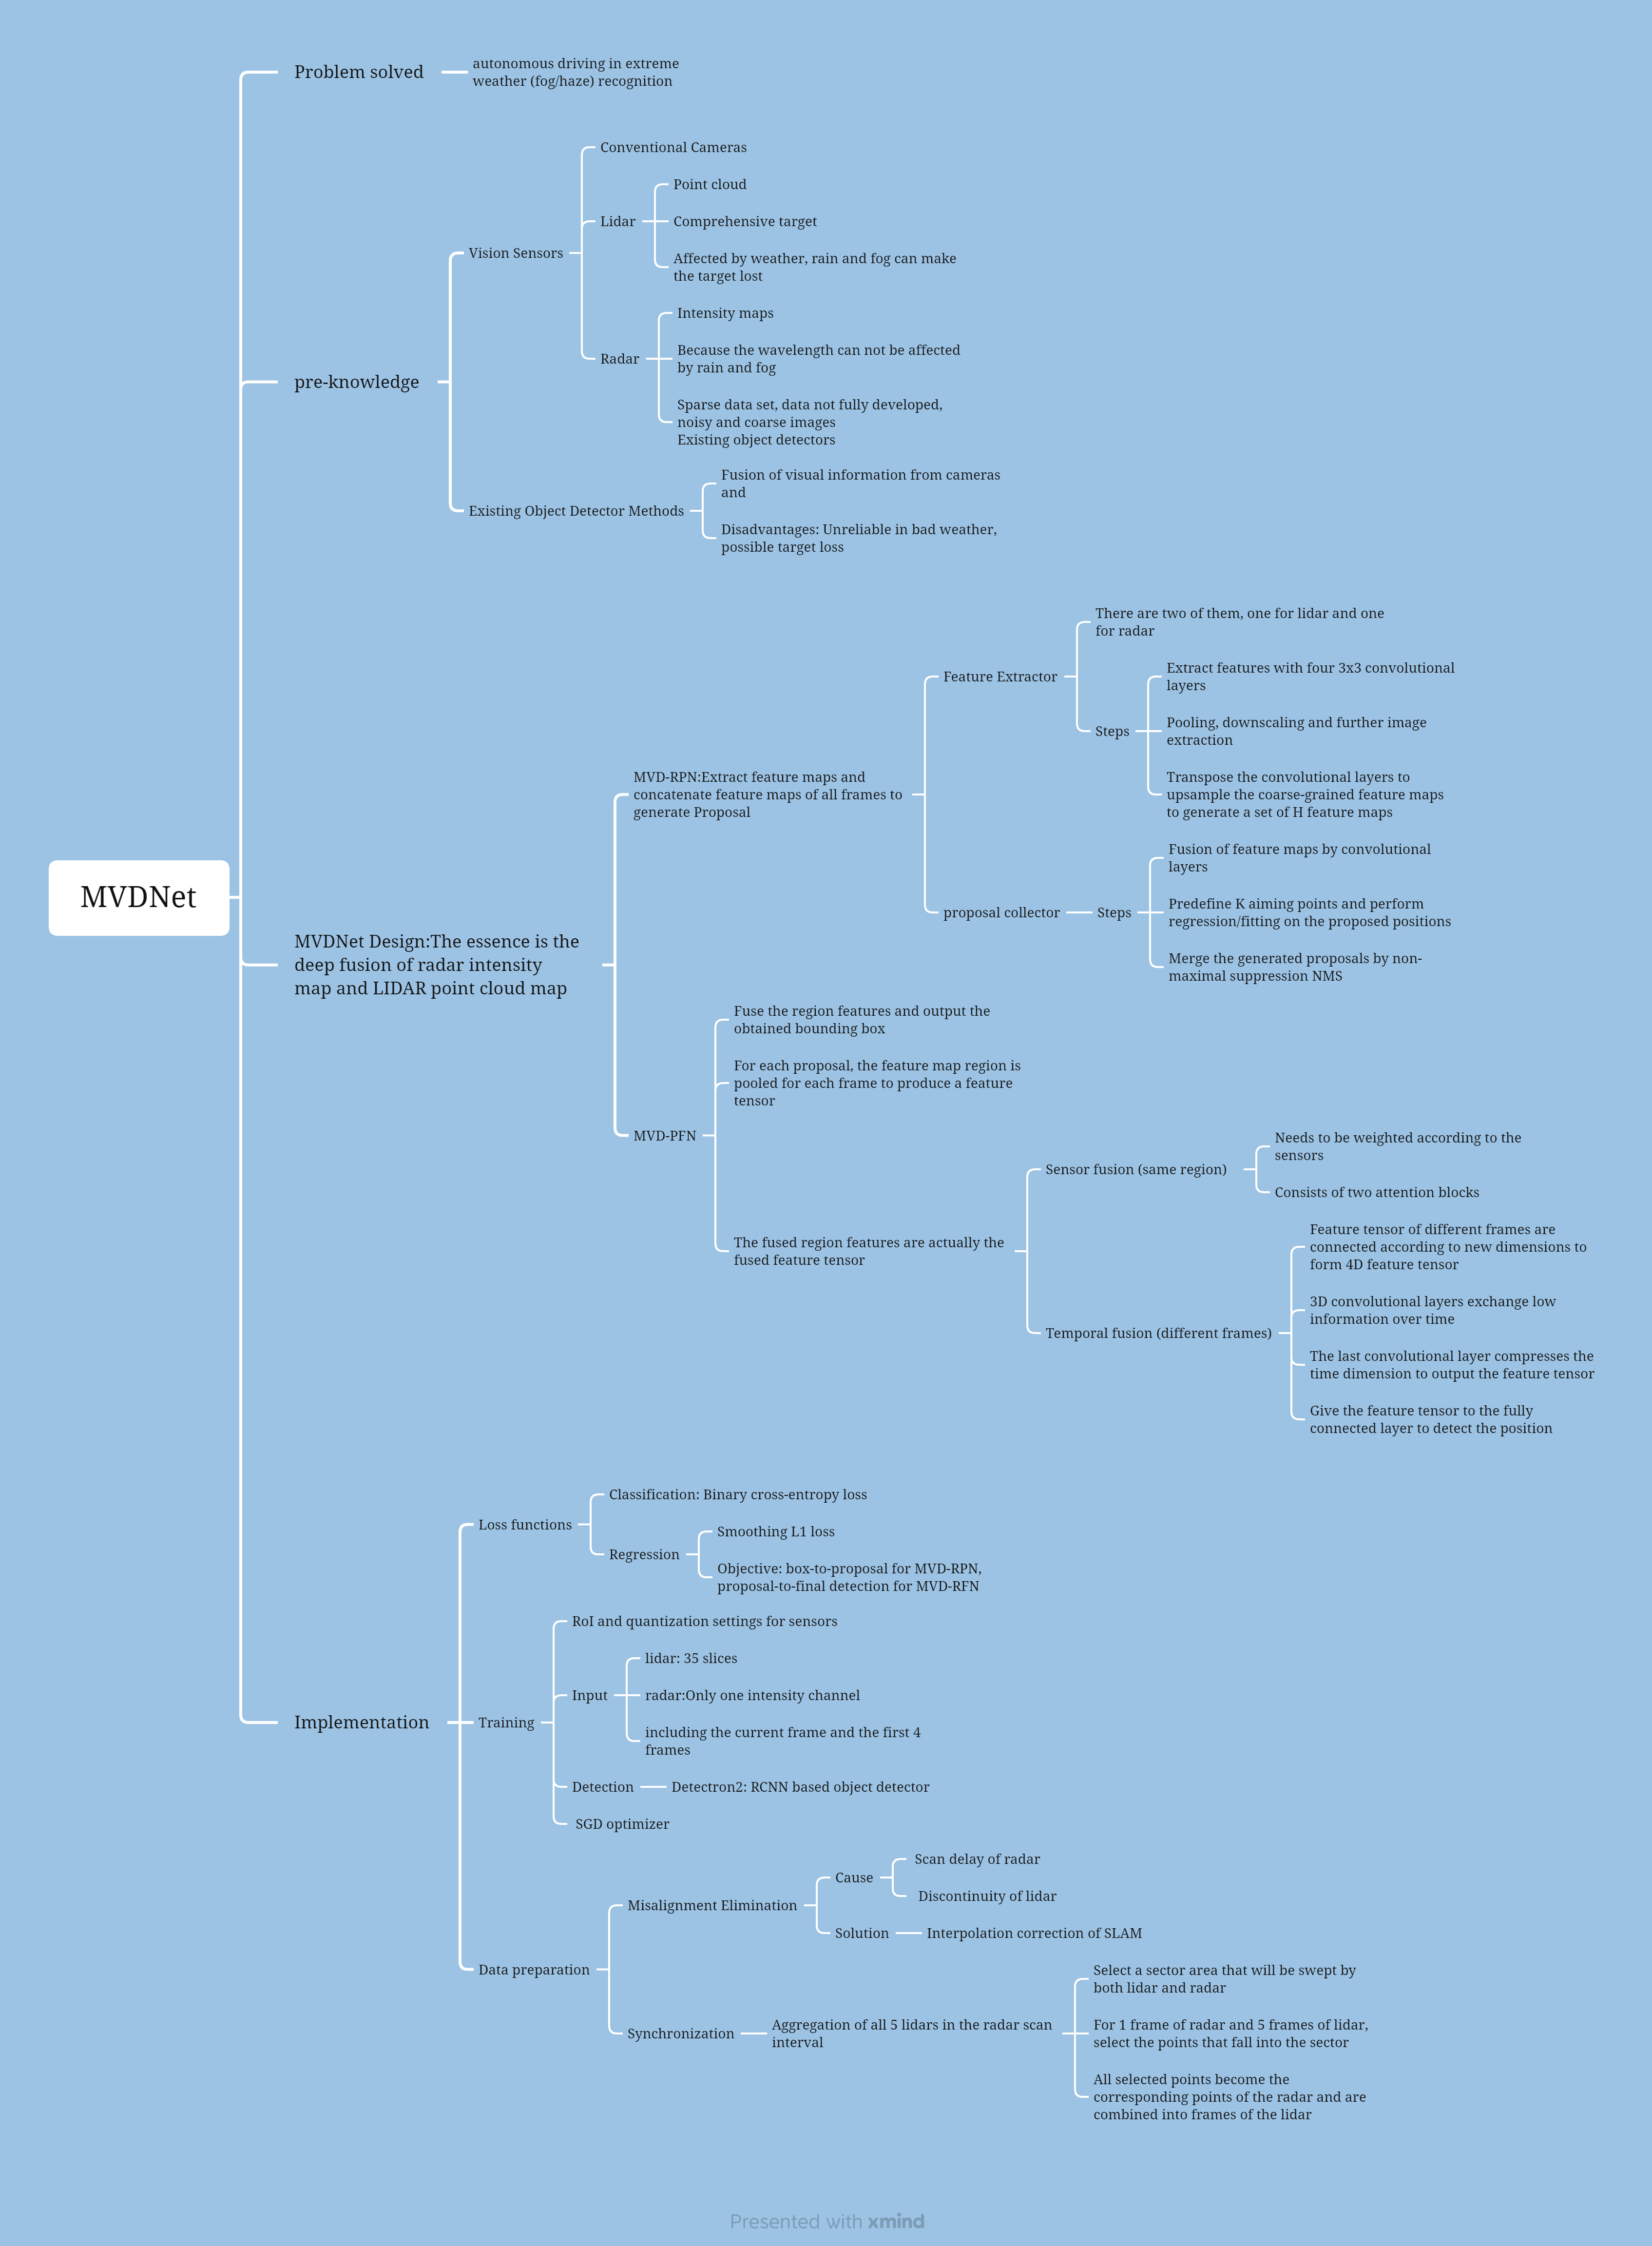 Problem solved
autonomous driving in extreme
weather (fog/haze) recognition
Conventional Cameras
Point cloud
Lidar
Comprehensive target
Vision Sensors
Affected by weather, rain and fog can make
the target lost
Intensity maps
Radar
Because the wavelength can not be affected
by rain and fog
pre-knowledge
Sparse data set, data not fully developed,
noisy and coarse images
Existing object detectors
Existing Object Detector Methods
Fusion of visual information from cameras
and
Disadvantages: Unreliable in bad weather,
possible target loss
MVDNet
MVDNet Design:The essence is the
deep fusion of radar intensity
map and LIDAR point cloud map
MVD-RPN:Extract feature maps and
concatenate feature maps of all frames to
generate Proposal
Feature Extractor
There are two of them, one for lidar and one
for radar
Steps
Extract features with four 3x3 convolutional
layers
Pooling, downscaling and further image
extraction
Transpose the convolutional layers to
upsample the coarse-grained feature maps
to generate a set of H feature maps
proposal collector
Steps
Fusion of feature maps by convolutional
layers
Predefine K aiming points and perform
regression/fitting on the proposed positions
Merge the generated proposals by non-
maximal suppression NMS
MVD-PFN
Fuse the region features and output the
obtained bounding box
For each proposal, the feature map region is
pooled for each frame to produce a feature
tensor
The fused region features are actually the
fused feature tensor
Sensor fusion (same region)
Needs to be weighted according to the
sensors
Consists of two attention blocks
Temporal fusion (different frames)
Feature tensor of different frames are
connected according to new dimensions to
form 4D feature tensor
3D convolutional layers exchange low
information over time
The last convolutional layer compresses the
time dimension to output the feature tensor
Give the feature tensor to the fully
connected layer to detect the position
Implementation
Loss functions
Classification: Binary cross-entropy loss
Regression
Smoothing L1 loss
Objective: box-to-proposal for MVD-RPN,
proposal-to-final detection for MVD-RFN
Training
RoI and quantization settings for sensors
Input
lidar: 35 slices
radar:Only one intensity channel
including the current frame and the first 4
frames
Detection
Detectron2: RCNN based object detector
SGD optimizer
Data preparation
Misalignment Elimination
Cause
Scan delay of radar
Discontinuity of lidar
Solution
Interpolation correction of SLAM
Synchronization
Aggregation of all 5 lidars in the radar scan
interval
Select a sector area that will be swept by
both lidar and radar
For 1 frame of radar and 5 frames of lidar,
select the points that fall into the sector
All selected points become the
corresponding points of the radar and are
combined into frames of the lidar
Presented with xmind